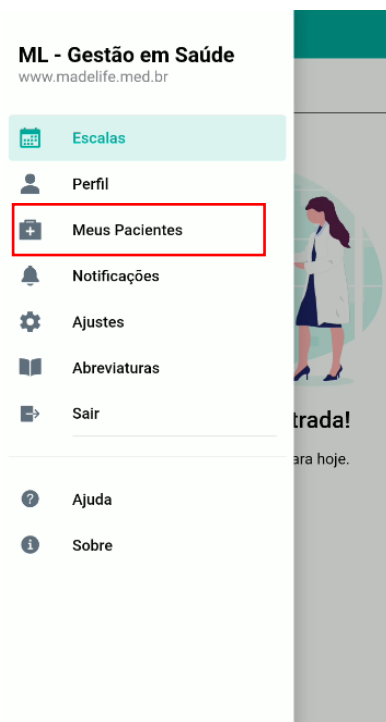 ML - Gestão em Saúde
www.madelife.med.br
Escalas
Perfil
Meus Pacientes
Notificações
Ajustes
Abreviaturas
Sair
trada!
ara hoje.
Ajuda
Sobre